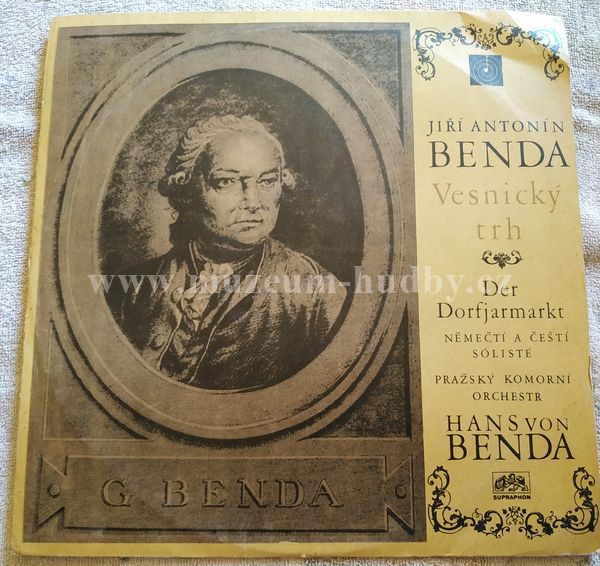 JIŘÍ ANTONÍN
BENDA
Vesnický
trh
www.muzeum-hudby.cz
Der
Dorfjarmarkt
NĚMEČTÍ A ČEŠTÍ
SÓLISTÉ
PRAŽSKÝ KOMORNÍ
ORCHESTR
HANS VON
BENDA
SUPRAPHON
G. BENDA